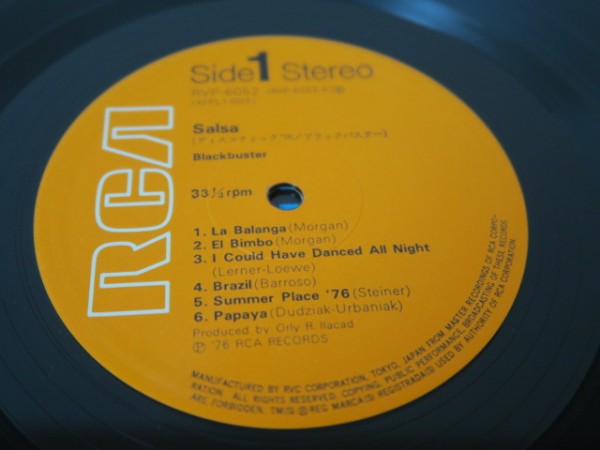 Side 1 Stereo
RVP-6052
Salsa
Blackbuster
33⅓ rpm
RCA
1. La Balanga (Morgan)
2. El Bimbo (Morgan)
3. I Couid Have Danced All Night
(Lerner-Loewe)
4. Brazil (Barroso)
5. Summer Place '76 (Steiner)
6. Papaya (Dudziak-Urbaniak)
Produced by Orly R. Ilacad
Ⓟ '76 RCA RECORDS
MANUFACTURED BY RVC CORPORATION, TOKYO, JAPAN FROM MASTER RECORDINGS OF RCA CORPO-
RATION. ALL RIGHTS RESERVED. COPYING, PUBLIC PERFORMANCE, BROADCASTING OF THESE RECORDS
ARE FORBIDDEN. TM(S) ® REG MARCA(S) REGISTRADA(S) USED BY AUTHORITY OF RCA CORPORATION